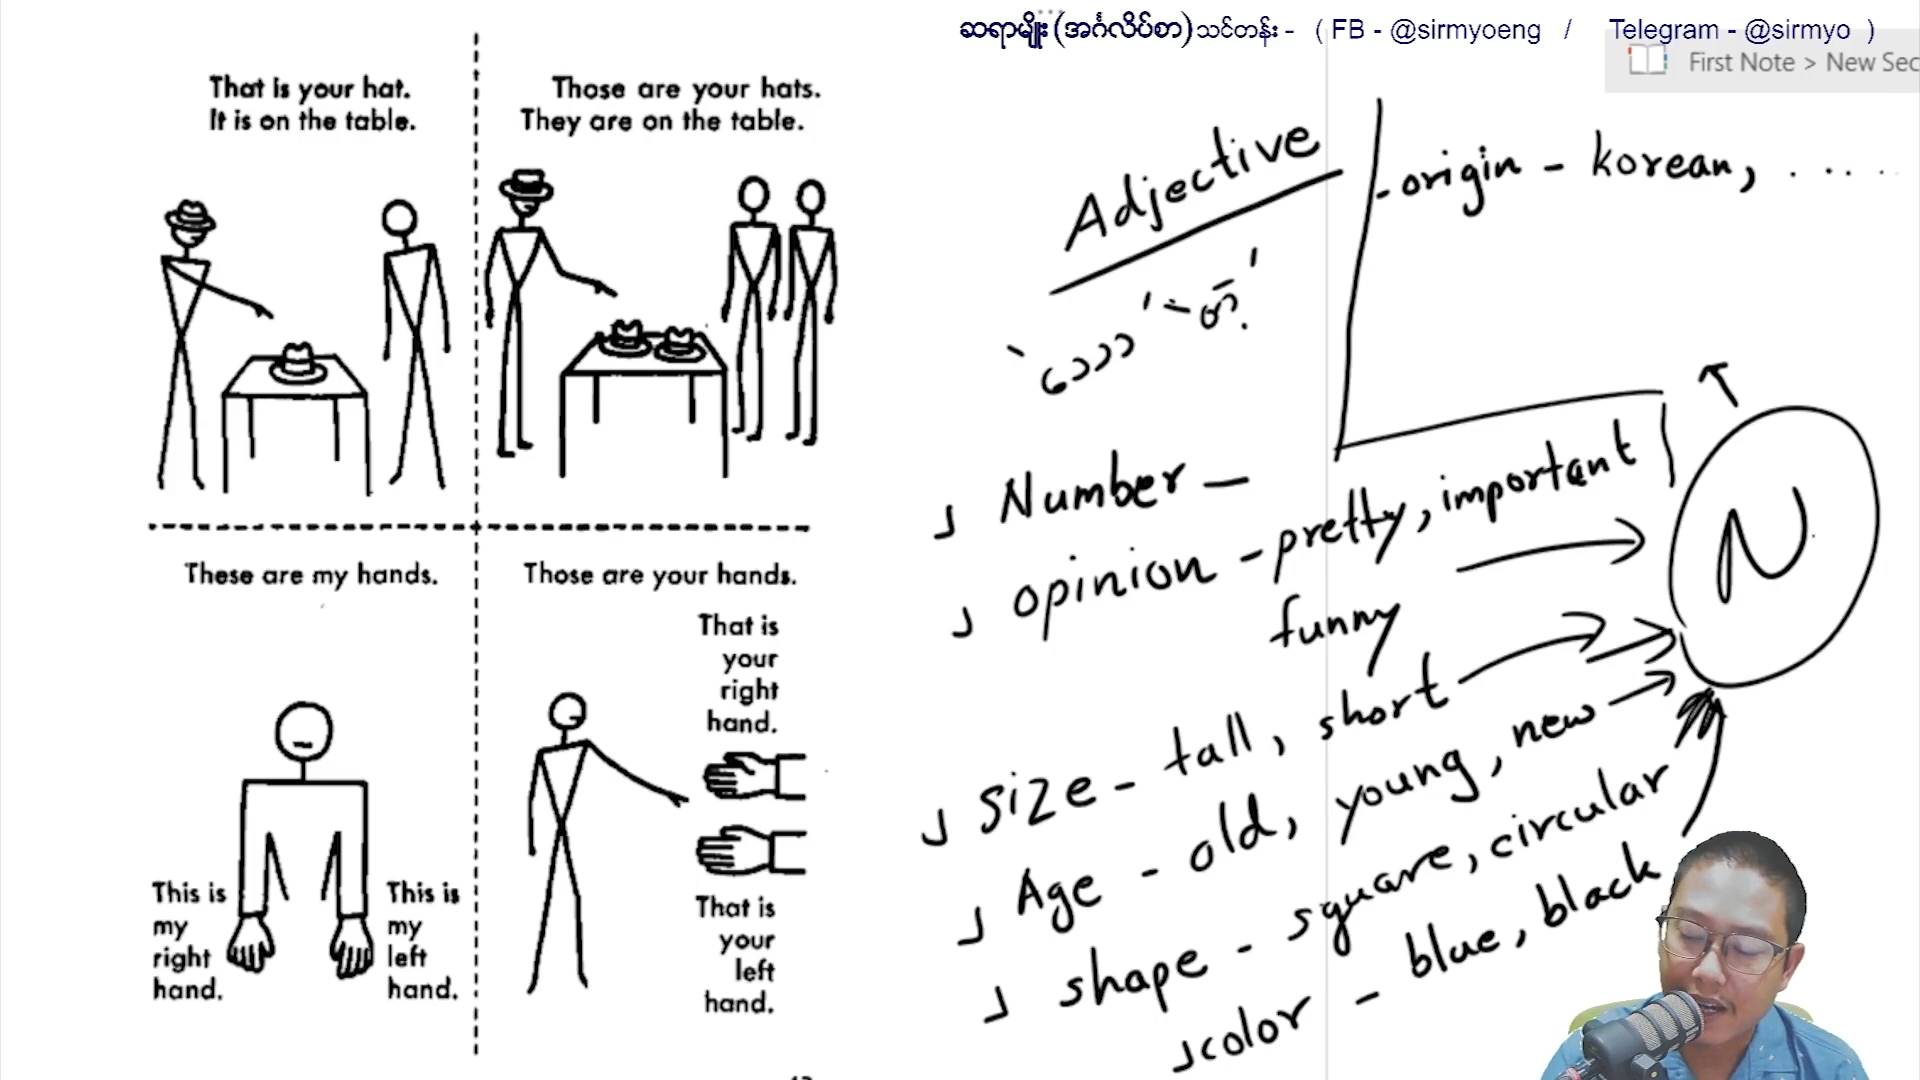 ဆရာမျိုး (အင်္ဂလိပ်စာ) သင်တန်း - ( FB - @sirmyoeng / Telegram - @sirmyo )
First Note > New Sec
That is your hat.
It is on the table.
Those are your hats.
They are on the table.
These are my hands.
This is
my
right
hand.
This is
my
left
hand.
Those are your hands.
That is
your
right
hand.
That is
your
left
hand.
Adjective
- origin - korean, .....
Number -
opinion - pretty, important
funny
N
size - tall, short
Age - old, young, new
shape - square, circular
color - blue, black